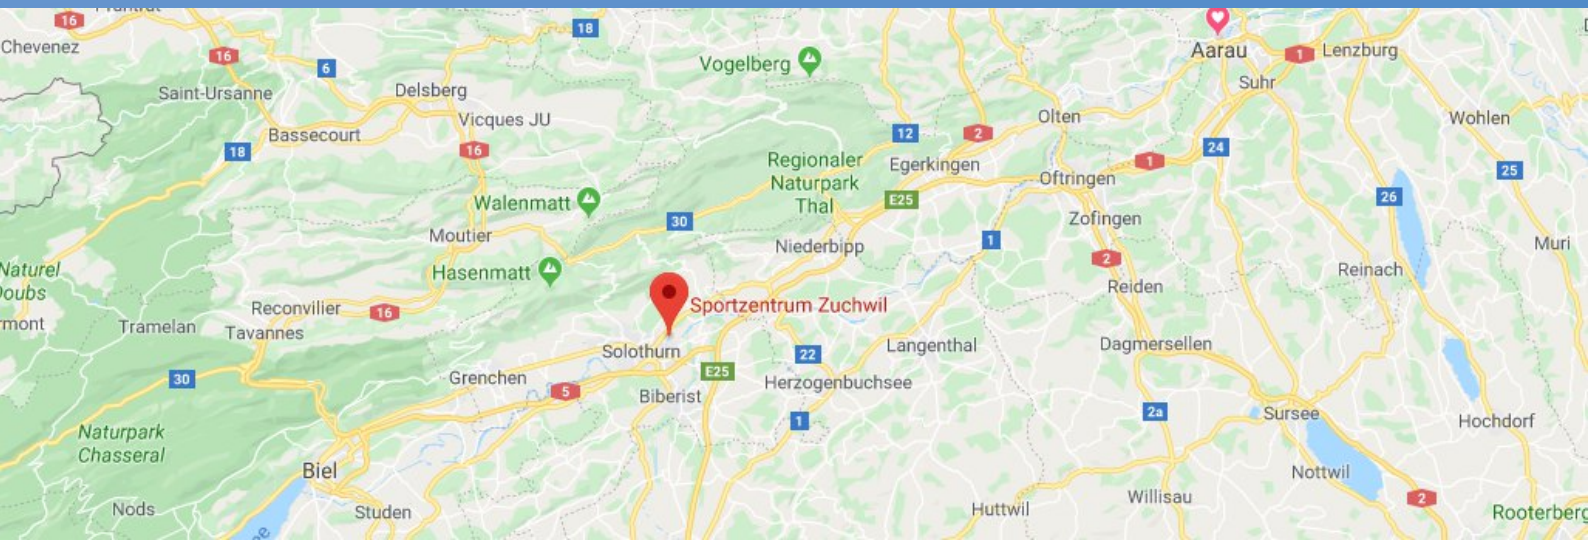 16
Chevenez
16
6
18
Vogelberg
Aarau
1
Lenzburg
Suhr
Saint-Ursanne
Delsberg
Vicques JU
Bassecourt
18
16
12
2
Olten
Wohlen
24
Regionaler
Naturpark
Thal
Egerkingen
1
25
Oftringen
26
E25
Walenmatt
30
Zofingen
Moutier
Niederbipp
1
Muri
Hasenmatt
2
Reinach
Naturel
Doubs
Reiden
Sportzentrum Zuchwil
Reconvilier
16
Tramelan
Tavannes
Solothurn
22
Langenthal
Dagmersellen
30
Grenchen
5
E25
Herzogenbuchsee
Biberist
1
2a
Sursee
Hochdorf
Naturpark
Chasseral
Biel
Nottwil
Nods
Studen
Huttwil
Willisau
2
Rooterberg